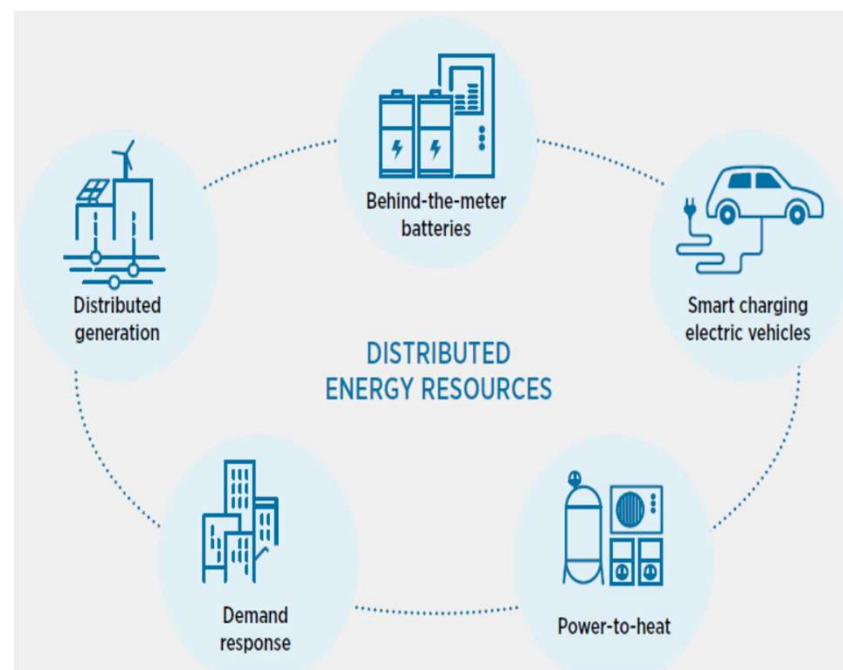 Behind-the-meter
batteries
Distributed
generation
Smart charging
electric vehicles
DISTRIBUTED
ENERGY RESOURCES
Demand
response
Power-to-heat